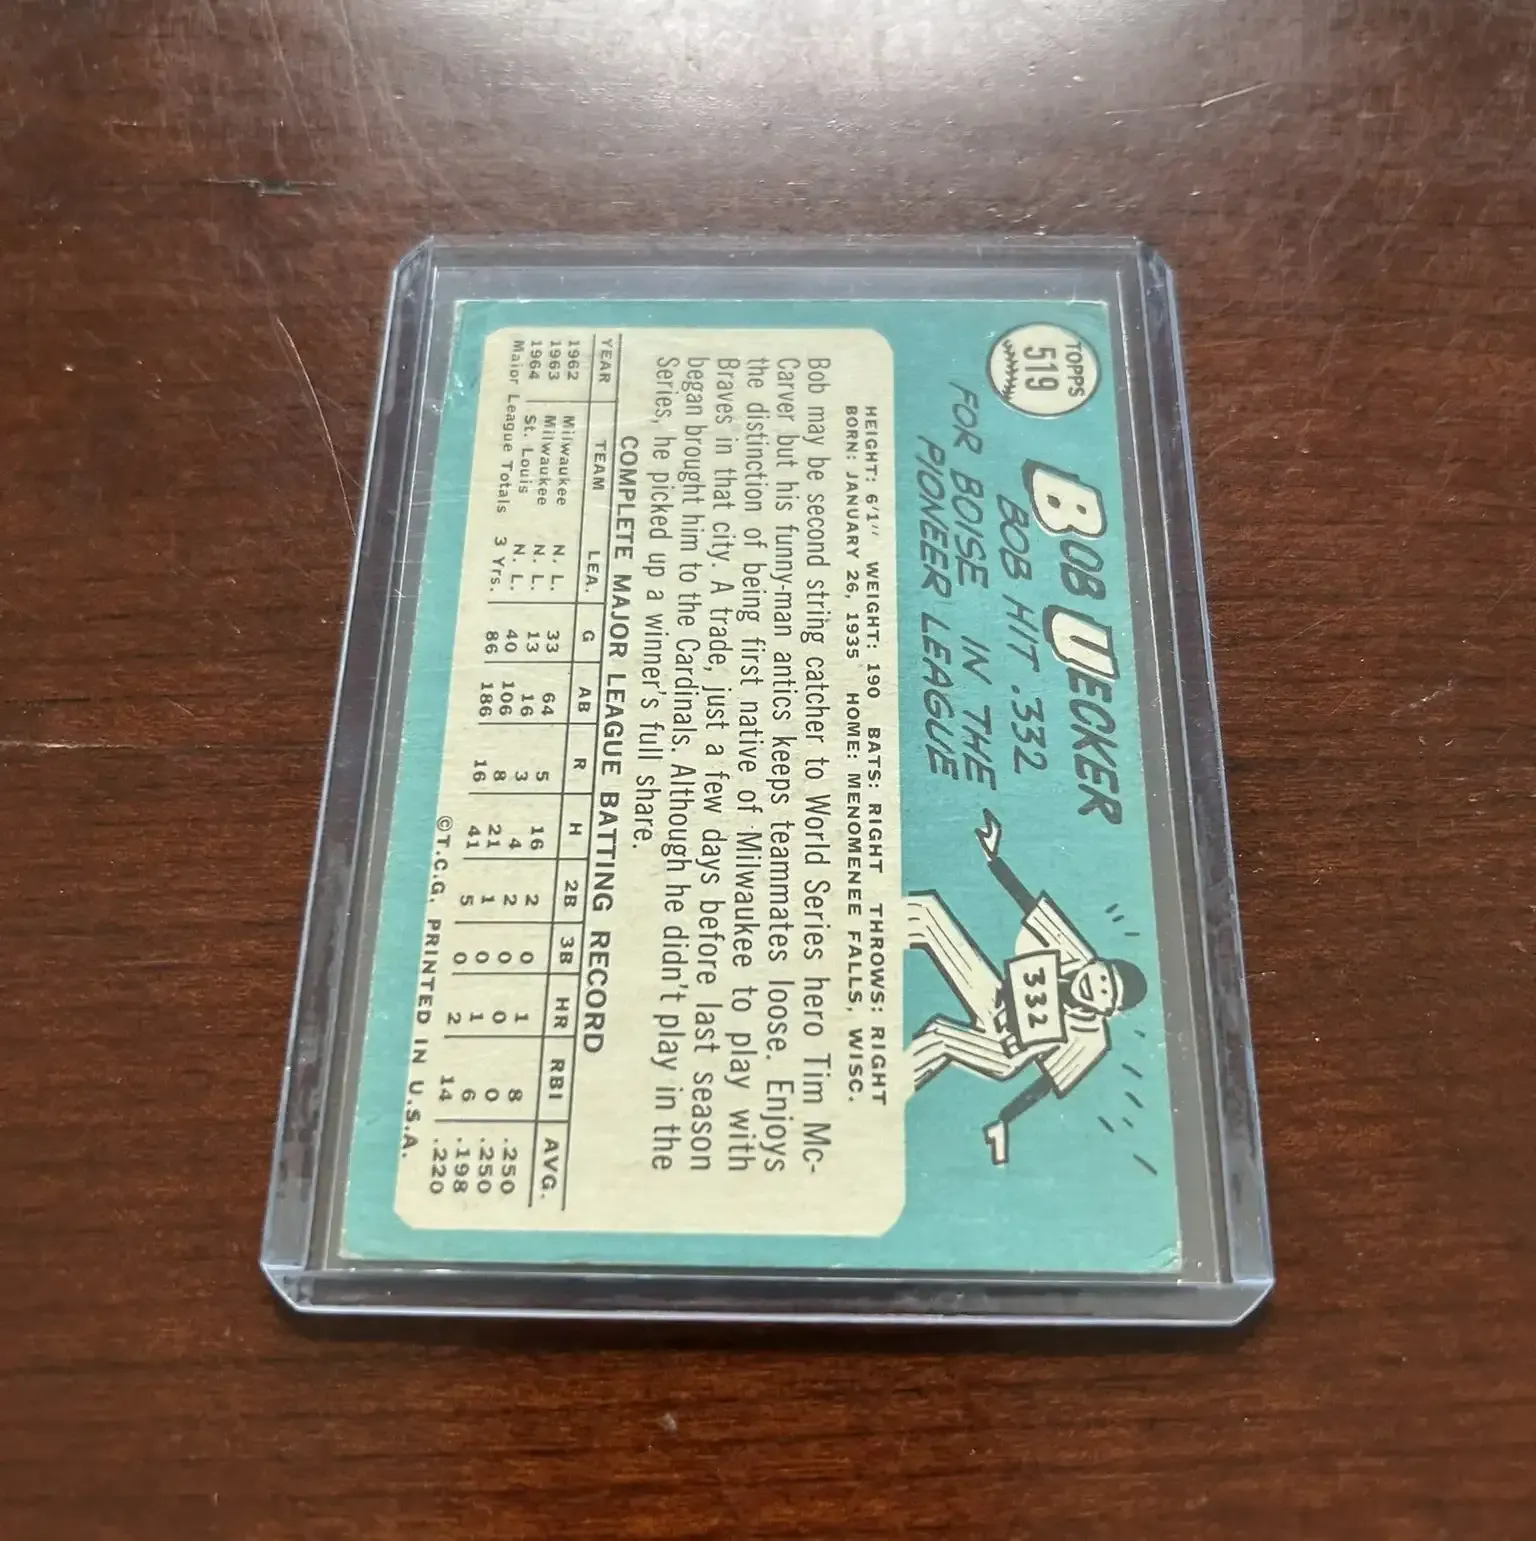 TOPPS
519
BOB UECKER
BOB HIT .332
FOR BOISE IN THE
PIONEER LEAGUE
332
HEIGHT: 6'1" WEIGHT: 190 BATS: RIGHT THROWS: RIGHT
BORN: JANUARY 26, 1935 HOME: MENOMENEE FALLS, WISC.
Bob may be second string catcher to World Series hero Tim Mc-
Carver but his funny-man antics keeps teammates loose. Enjoys
the distinction of being first native of Milwaukee to play with
Braves in that city. A trade, just a few days before last season
began brought him to the Cardinals. Although he didn't play in the
Series, he picked up a winner's full share.
COMPLETE MAJOR LEAGUE BATTING RECORD
YEAR TEAM LEA. G AB R H 2B 3B HR RBI AVG.
1962 Milwaukee N. L. 33 64 5 16 2 0 1 8 .250
1963 Milwaukee N. L. 13 16 3 4 2 0 0 0 .250
1964 St. Louis N. L. 40 106 8 21 1 0 1 6 .198
Major League Totals 3 Yrs. 86 186 16 41 5 0 2 14 .220
©T.C.G. PRINTED IN U.S.A.